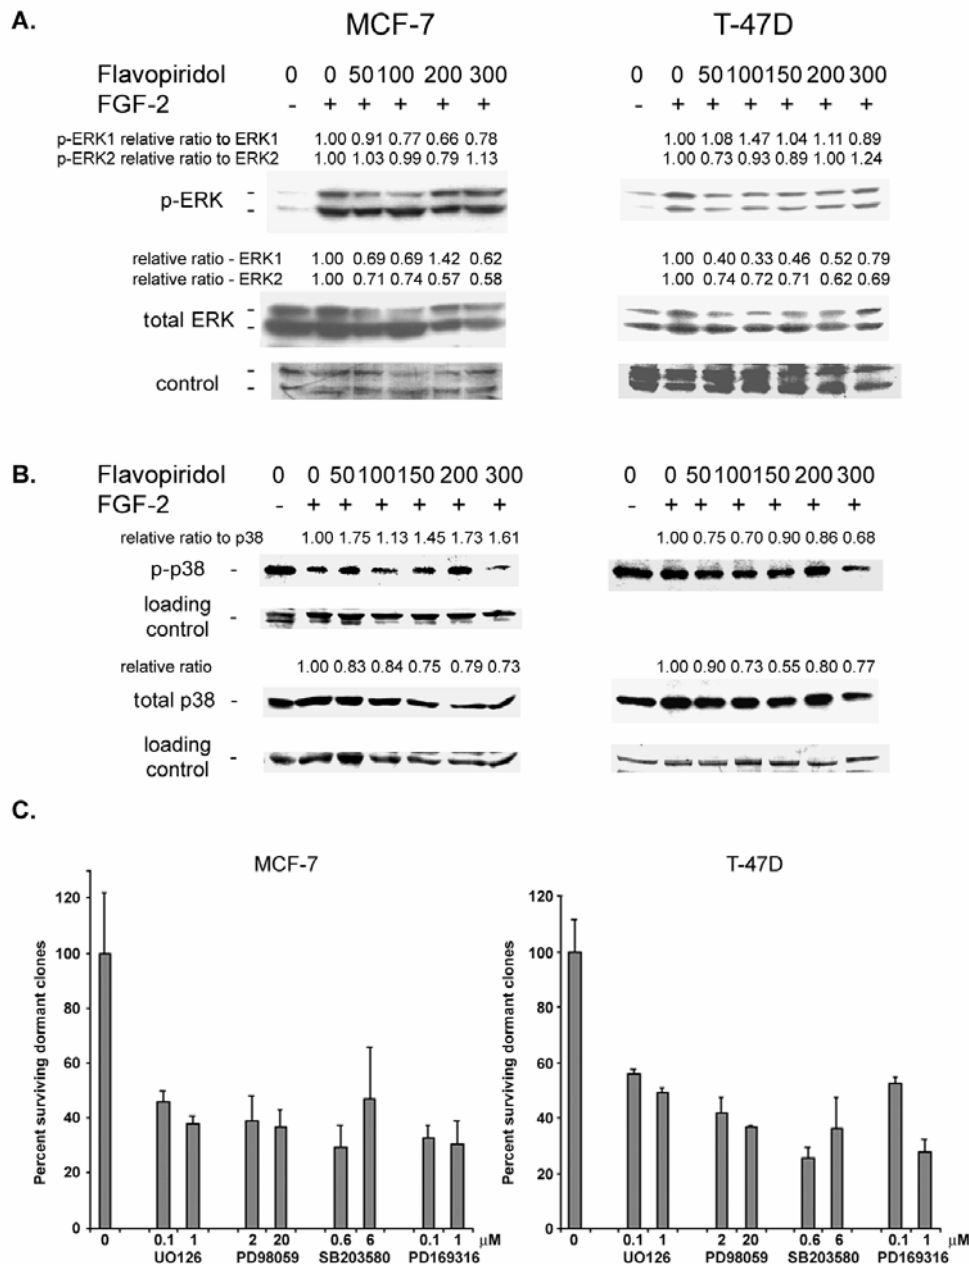 A.
MCF-7 T-47D
Flavopiridol 0 0 50 100 200 300 0 0 50 100 150 200 300
FGF-2 - + + + + + - + + + + + +
p-ERK1 relative ratio to ERK1 1.00 0.91 0.77 0.66 0.78 1.00 1.08 1.47 1.04 1.11 0.89
p-ERK2 relative ratio to ERK2 1.00 1.03 0.99 0.79 1.13 1.00 0.73 0.93 0.89 1.00 1.24
p-ERK - -
relative ratio - ERK1 1.00 0.69 0.69 1.42 0.62 1.00 0.40 0.33 0.46 0.52 0.79
relative ratio - ERK2 1.00 0.71 0.74 0.57 0.58 1.00 0.74 0.72 0.71 0.62 0.69
total ERK - -
control - -
B.
Flavopiridol 0 0 50 100 150 200 300 0 0 50 100 150 200 300
FGF-2 - + + + + + + - + + + + + +
relative ratio to p38 1.00 1.75 1.13 1.45 1.73 1.61 1.00 0.75 0.70 0.90 0.86 0.68
p-p38 -
loading
control -
relative ratio 1.00 0.83 0.84 0.75 0.79 0.73 1.00 0.90 0.73 0.55 0.80 0.77
total p38 -
loading
control -
C.
MCF-7
Percent surviving dormant clones
120
100
80
60
40
20
0
0 0.1 1 2 20 0.6 6 0.1 1 µM
UO126 PD98059 SB203580 PD169316
T-47D
Percent surviving dormant clones
120
100
80
60
40
20
0
0 0.1 1 2 20 0.6 6 0.1 1 µM
UO126 PD98059 SB203580 PD169316